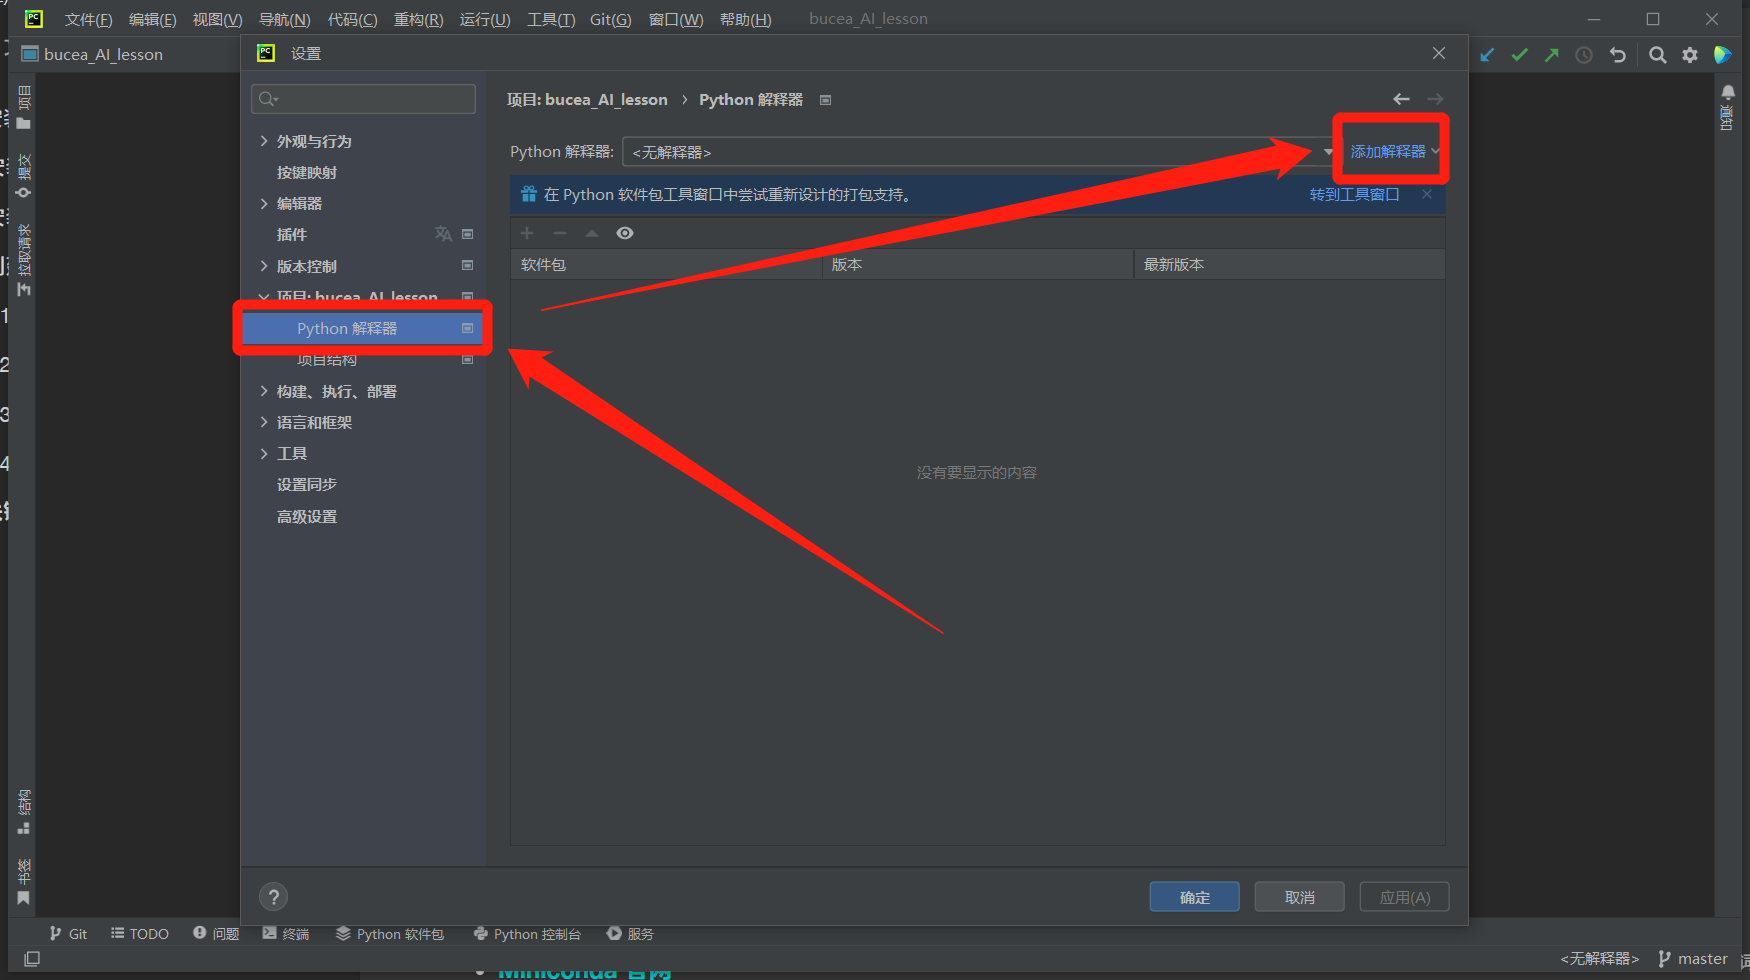 文件(F) 编辑(E) 视图(V) 导航(N) 代码(C) 重构(R) 运行(U) 工具(T) Git(G) 窗口(W) 帮助(H) bucea_AI_lesson
bucea_AI_lesson
设置
项目
提交
拉取请求
结构
书签
通知
外观与行为
按键映射
编辑器
插件
版本控制
项目: bucea_AI_lesson
Python 解释器
项目结构
构建、执行、部署
语言和框架
工具
设置同步
高级设置
项目: bucea_AI_lesson › Python 解释器
Python 解释器: <无解释器> 添加解释器
在 Python 软件包工具窗口中尝试重新设计的打包支持。 转到工具窗口
软件包 版本 最新版本
没有要显示的内容
? 确定 取消 应用(A)
Git TODO 问题 终端 Python 软件包 Python 控制台 服务
<无解释器> master
Miniconda 官网
1
2
3
4